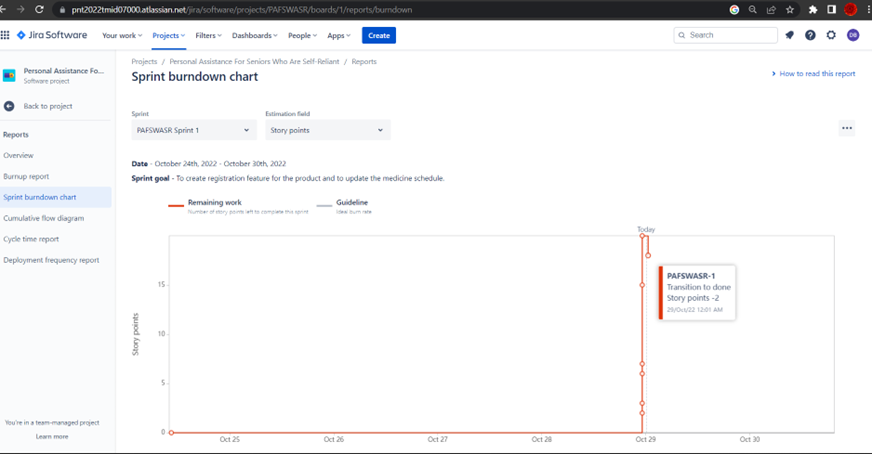 pnt2022tmid07000.atlassian.net/jira/software/projects/PAFSWASR/boards/1/reports/burndown
Jira Software Your work Projects Filters Dashboards People Apps Create Search DB
Personal Assistance Fo...
Software project
Back to project
Reports
Overview
Burnup report
Sprint burndown chart
Cumulative flow diagram
Cycle time report
Deployment frequency report
You're in a team-managed project
Learn more
Projects / Personal Assistance For Seniors Who Are Self-Reliant / Reports
Sprint burndown chart
How to read this report
Sprint Estimation field
PAFSWASR Sprint 1 Story points
Date - October 24th, 2022 - October 30th, 2022
Sprint goal - To create registration feature for the product and to update the medicine schedule.
Remaining work Guideline
Number of story points left to complete this sprint Ideal burn rate
Today
PAFSWASR-1
Transition to done
Story points -2
29/Oct/22 12:01 AM
Story points
15
10
5
0
Oct 25 Oct 26 Oct 27 Oct 28 Oct 29 Oct 30